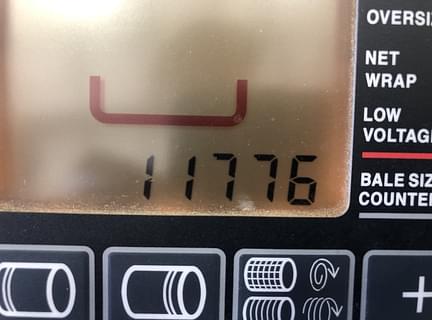 OVERSI
NET
WRAP
LOW
VOLTAG
BALE SIZ
COUNTE
11776
+